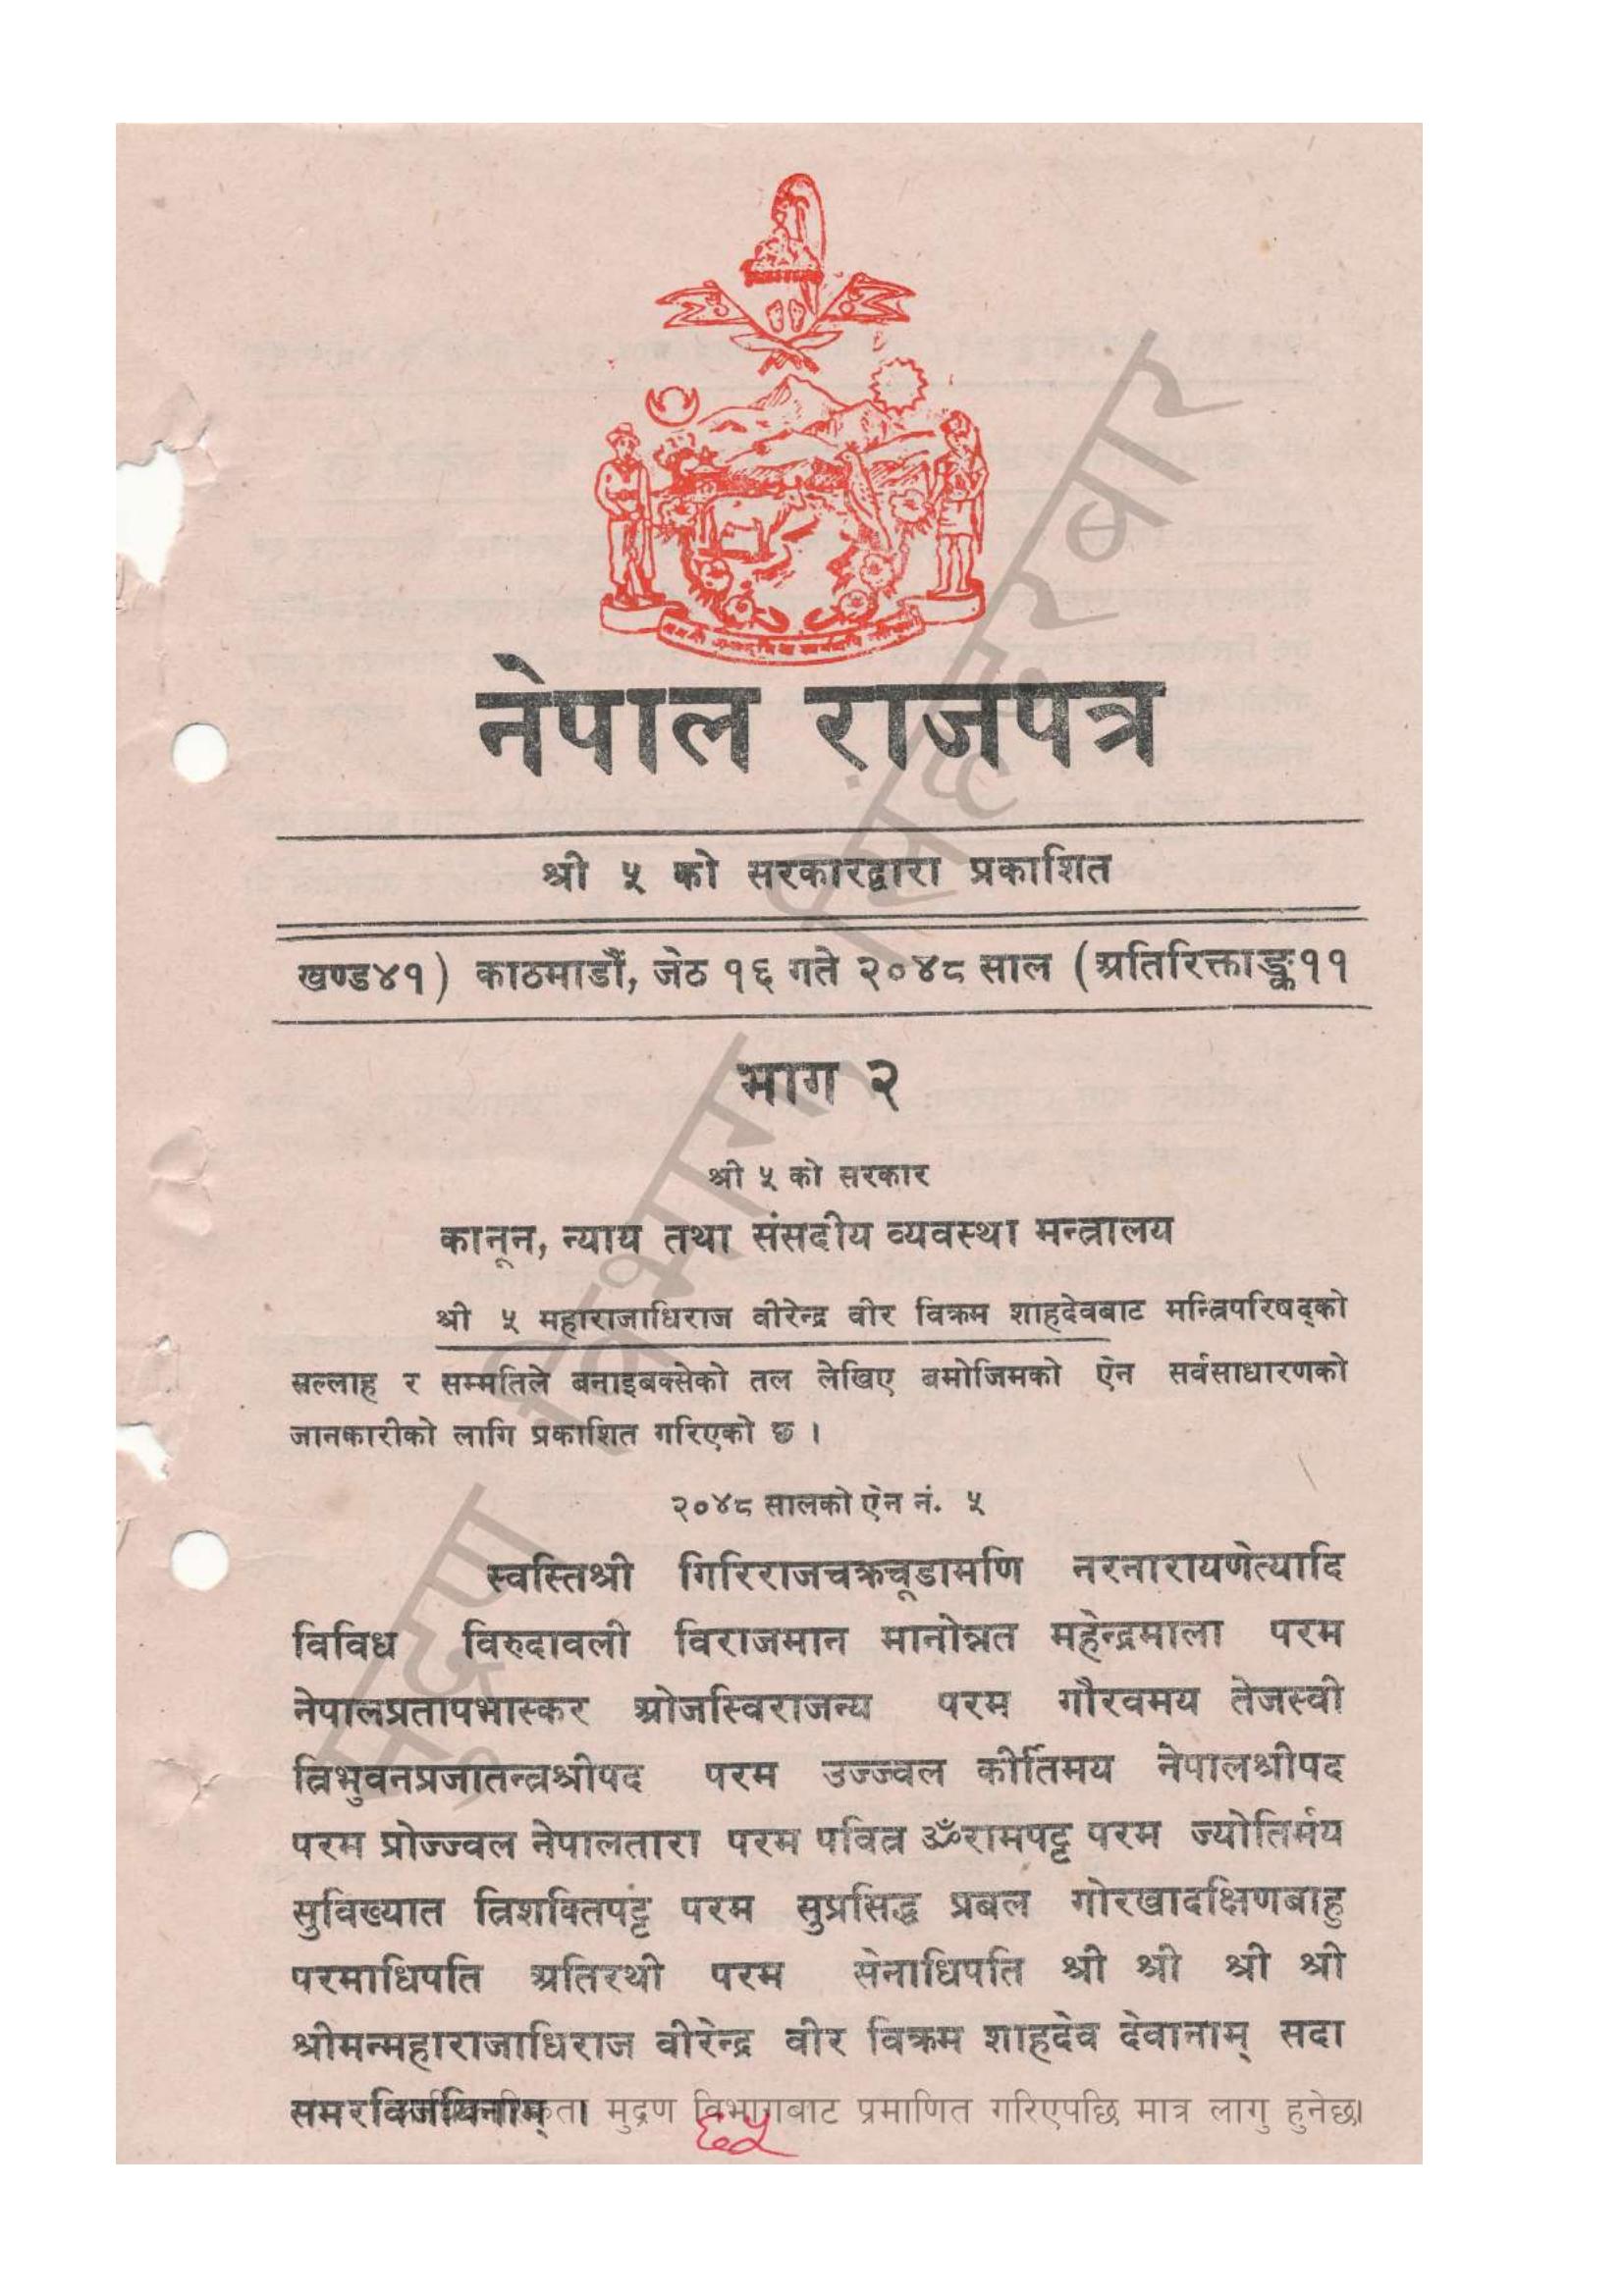 नेपाल राजपत्र
श्री ५ को सरकारद्वारा प्रकाशित
खण्ड४१) काठमाडौं, जेठ १६ गते २०४८ साल (अतिरिक्ताङ्क११
भाग २
श्री ५ को सरकार
कानून, न्याय तथा संसदीय व्यवस्था मन्त्रालय
श्री ५ महाराजाधिराज वीरेन्द्र वीर विक्रम शाहदेवबाट मन्त्रिपरिषद्को
सल्लाह र सम्मतिले बनाइबक्सेको तल लेखिए बमोजिमको ऐन सर्वसाधारणको
जानकारीको लागि प्रकाशित गरिएको छ ।
२०४८ सालको ऐन नं. ५
स्वस्तिश्री गिरिराजचक्रचूडामणि नरनारायणेत्यादि
विविध विरुदावली विराजमान मानोन्नत महेन्द्रमाला परम
नेपालप्रतापभास्कर ओजस्विराजन्य परम गौरवमय तेजस्वी
त्रिभुवनप्रजातन्त्रश्रीपद परम उज्ज्वल कीर्तिमय नेपालश्रीपद
परम प्रोज्ज्वल नेपालतारा परम पवित्र ॐरामपट्ट परम ज्योतिर्मय
सुविख्यात त्रिशक्तिपट्ट परम सुप्रसिद्ध प्रबल गोरखादक्षिणबाहु
परमाधिपति अतिरथी परम सेनाधिपति श्री श्री श्री श्री
श्रीमन्महाराजाधिराज वीरेन्द्र वीर विक्रम शाहदेव देवानाम् सदा
समरविजयिनाम् ।
मुद्रण विभागबाट प्रमाणित गरिएपछि मात्र लागु हुनेछ।
६५
मुद्रण विभाग, सिंहदरबार